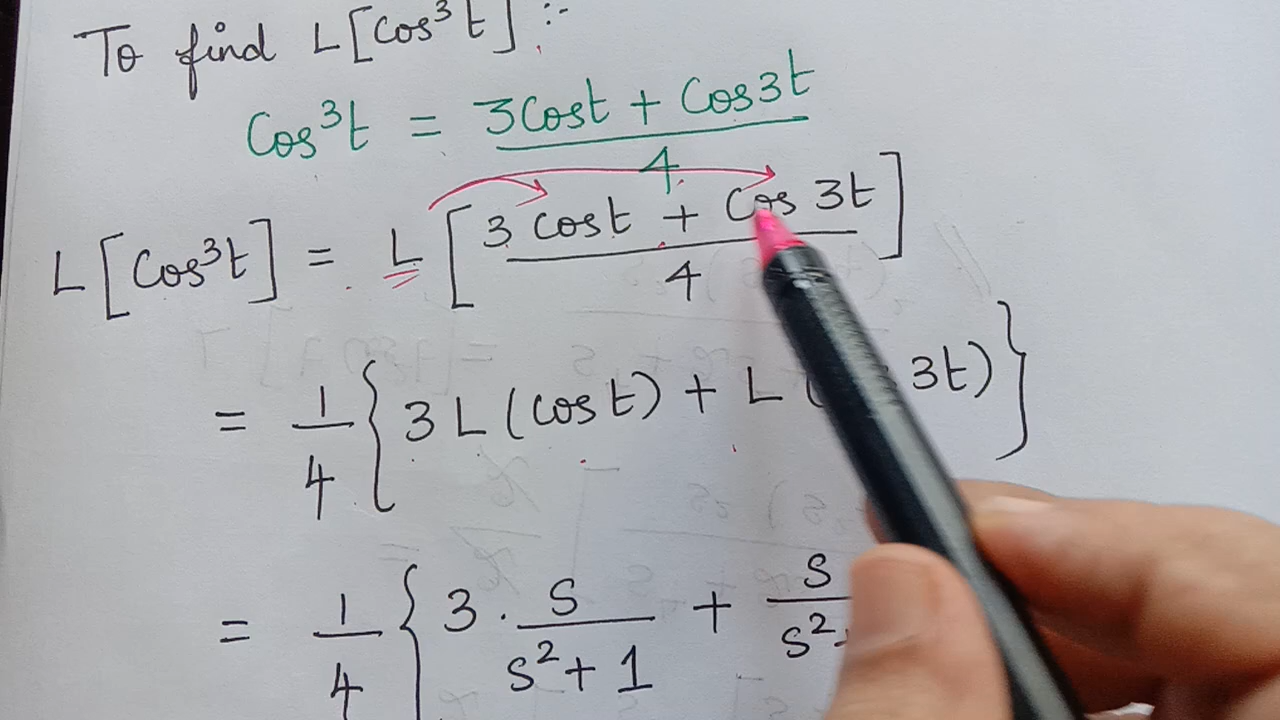 To find L[Cos³t] :-
Cos³t = 3Cost + Cos3t / 4
L[Cos³t] = L[3 cost + Cos 3t / 4]
= 1/4 { 3 L (cos t) + L ( 3t) }
= 1/4 { 3 . s / s² + 1 + s / s²